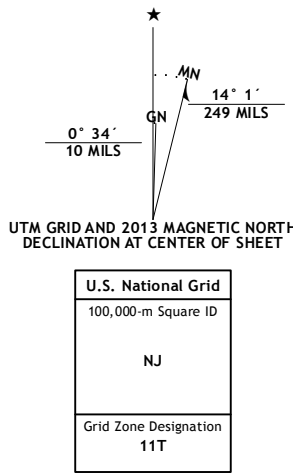 ★
MN
GN
14° 1´
249 MILS
0° 34´
10 MILS
UTM GRID AND 2013 MAGNETIC NORTH
DECLINATION AT CENTER OF SHEET
U.S. National Grid
100,000-m Square ID
NJ
Grid Zone Designation
11T